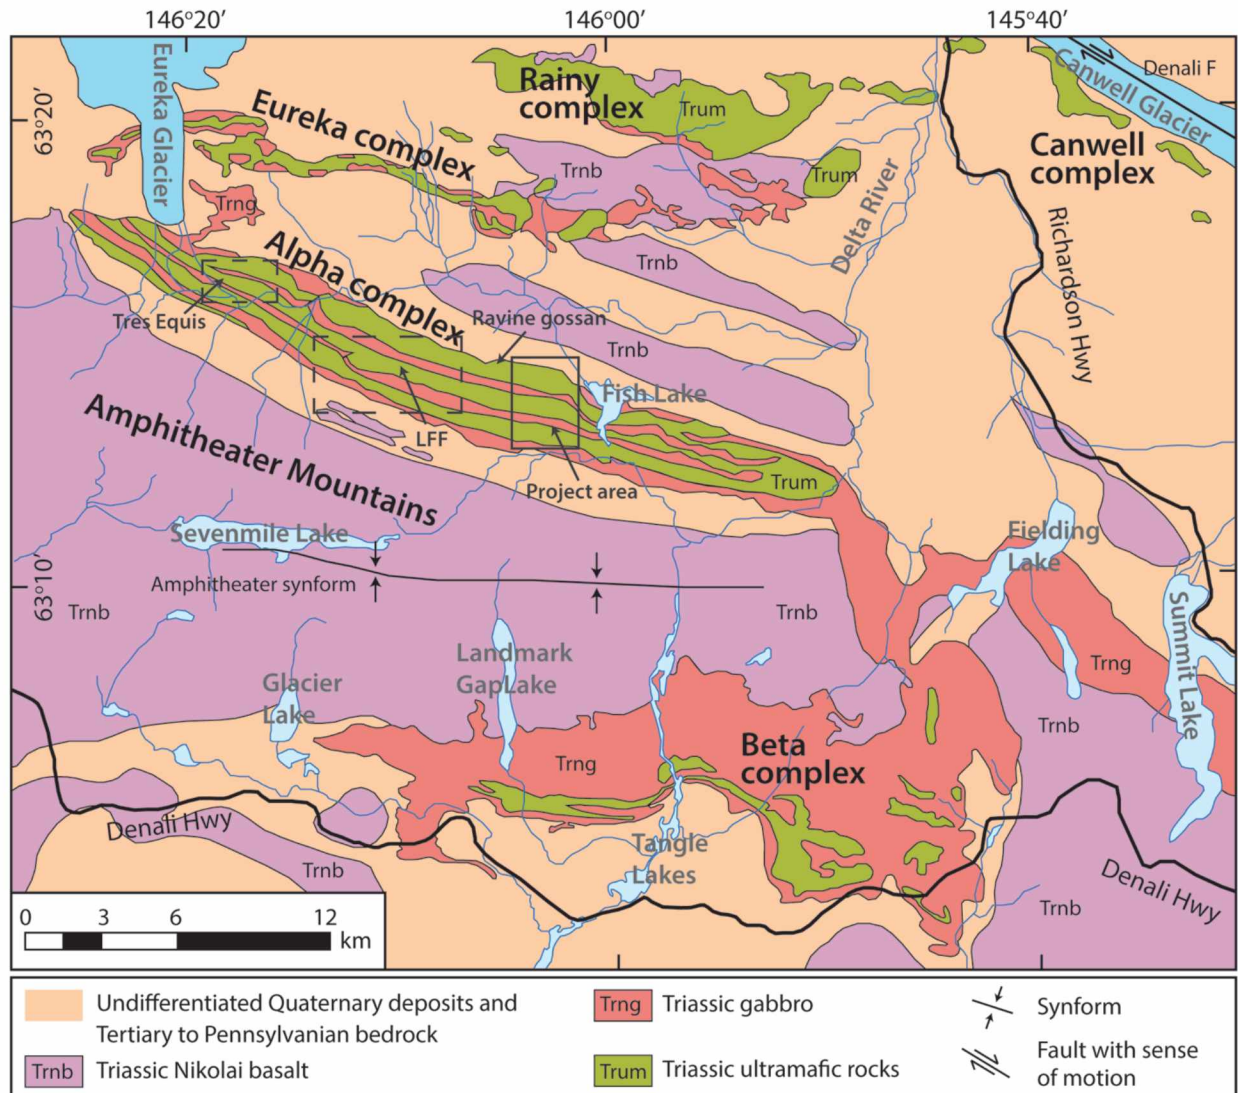 146°20′
146°00′
145°40′
63°20′
63°10′
Eureka Glacier
Eureka complex
Rainy
complex
Trum
Denali F
Canwell Glacier
Canwell
complex
Trnb
Trum
Trng
Delta River
Richardson Hwy
Alpha complex
Trnb
Tres Equis
Ravine gossan
Trnb
Fish Lake
Amphitheater Mountains
LFF
Project area
Trum
Sevenmile Lake
Amphitheater synform
Fielding
Lake
Summit Lake
Trnb
Trnb
Trng
Landmark
GapLake
Glacier
Lake
Trnb
Beta
complex
Trng
Denali Hwy
Tangle
Lakes
Trnb
Denali Hwy
Trnb
0 3 6 12
km
Undifferentiated Quaternary deposits and
Tertiary to Pennsylvanian bedrock
Trnb Triassic Nikolai basalt
Trng Triassic gabbro
Trum Triassic ultramafic rocks
Synform
Fault with sense
of motion